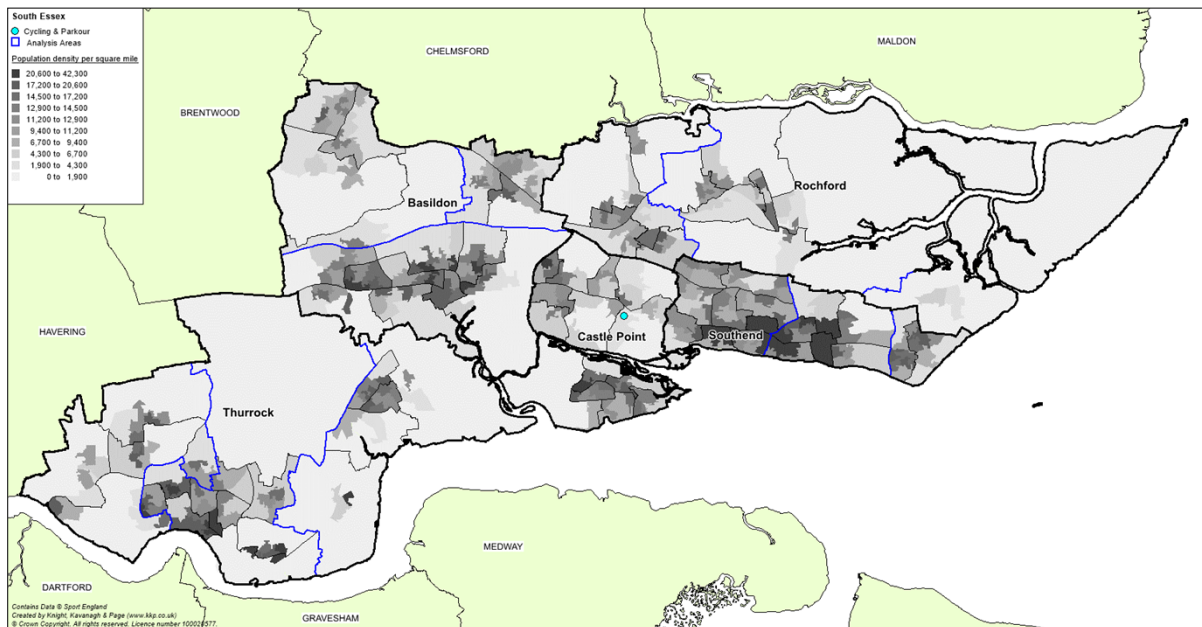 South Essex
Cycling & Parkour
Analysis Areas
Population density per square mile
20,600 to 42,300
17,200 to 20,600
14,500 to 17,200
12,900 to 14,500
11,200 to 12,900
9,400 to 11,200
6,700 to 9,400
4,300 to 6,700
1,900 to 4,300
0 to 1,900
MALDON
CHELMSFORD
BRENTWOOD
Rochford
Basildon
HAVERING
Castle Point
Southend
Thurrock
MEDWAY
DARTFORD
GRAVESHAM
Contains Data ® Sport England
Created by Knight, Kavanagh & Page (www.kkp.co.uk)
© Crown Copyright. All rights reserved. Licence number 100020577.